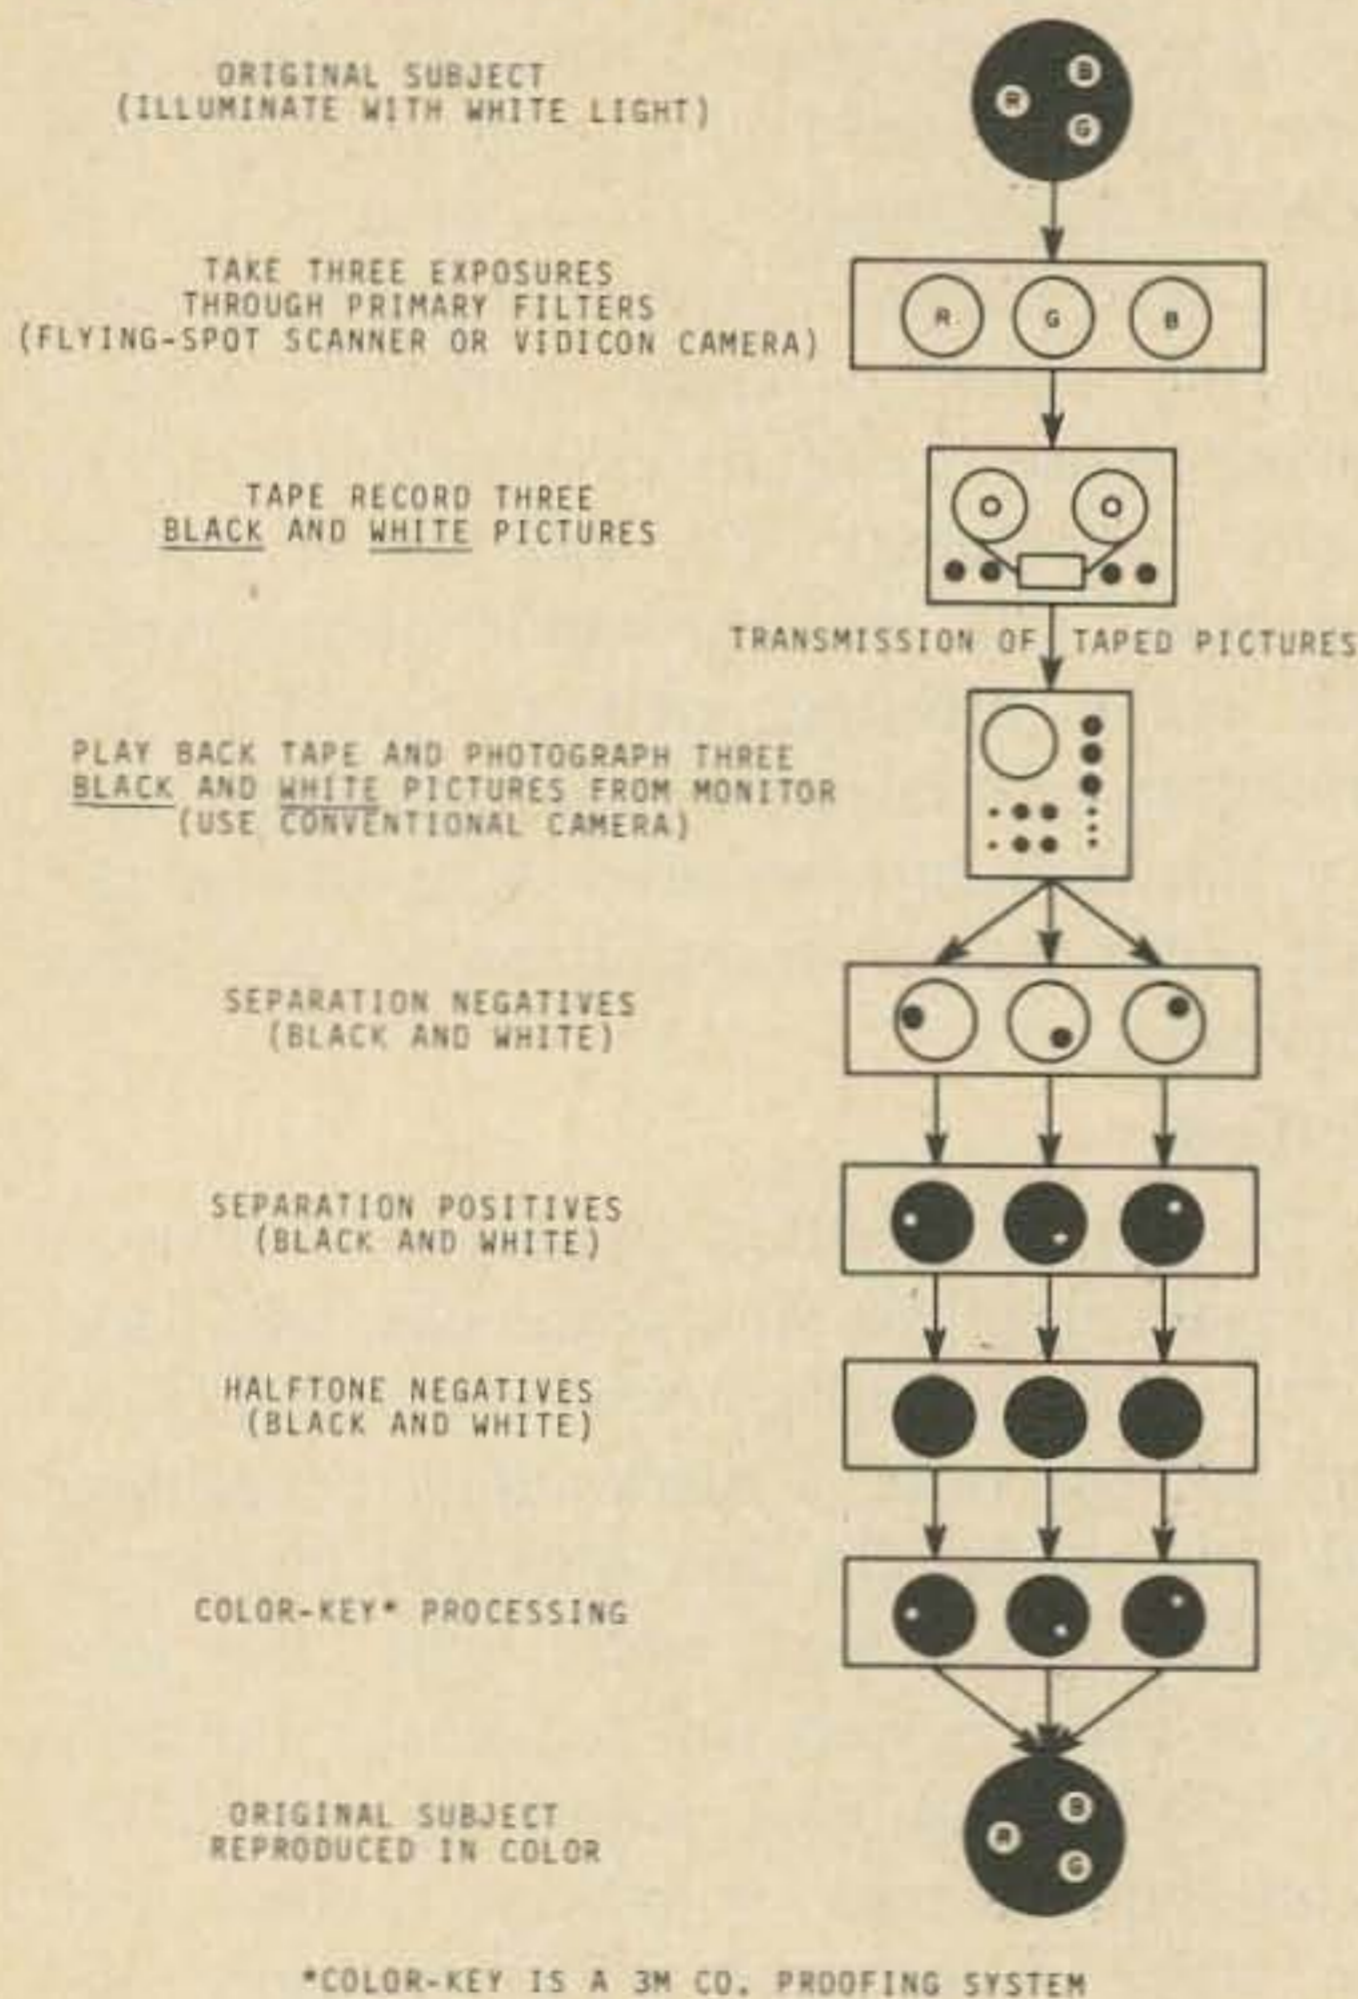 ORIGINAL SUBJECT
(ILLUMINATE WITH WHITE LIGHT)
B
R
G
TAKE THREE EXPOSURES
THROUGH PRIMARY FILTERS
(FLYING-SPOT SCANNER OR VIDICON CAMERA)
R G B
TAPE RECORD THREE
BLACK AND WHITE PICTURES
TRANSMISSION OF TAPED PICTURES
PLAY BACK TAPE AND PHOTOGRAPH THREE
BLACK AND WHITE PICTURES FROM MONITOR
(USE CONVENTIONAL CAMERA)
SEPARATION NEGATIVES
(BLACK AND WHITE)
SEPARATION POSITIVES
(BLACK AND WHITE)
HALFTONE NEGATIVES
(BLACK AND WHITE)
COLOR-KEY* PROCESSING
ORIGINAL SUBJECT
REPRODUCED IN COLOR
B
R
G
*COLOR-KEY IS A 3M CO. PROOFING SYSTEM